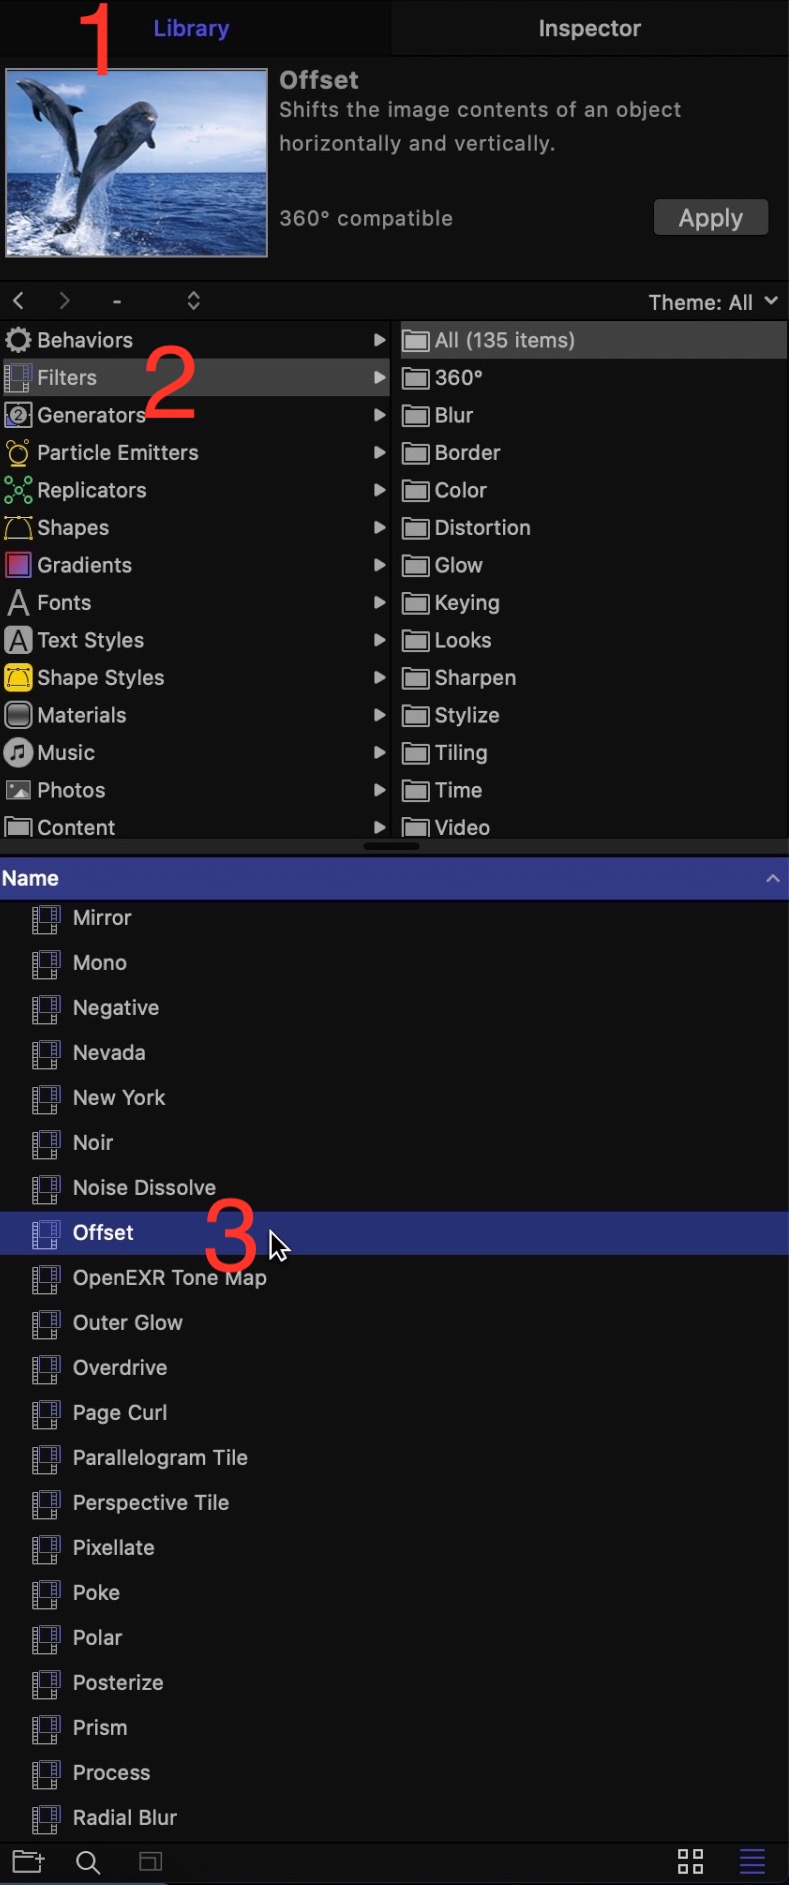 1
Library
Inspector
Offset
Shifts the image contents of an object
horizontally and vertically.
360° compatible
Apply
-
Theme: All
Behaviors
Filters
2
Generators
Particle Emitters
Replicators
Shapes
Gradients
Fonts
Text Styles
Shape Styles
Materials
Music
Photos
Content
All (135 items)
360°
Blur
Border
Color
Distortion
Glow
Keying
Looks
Sharpen
Stylize
Tiling
Time
Video
Name
Mirror
Mono
Negative
Nevada
New York
Noir
Noise Dissolve
Offset
3
OpenEXR Tone Map
Outer Glow
Overdrive
Page Curl
Parallelogram Tile
Perspective Tile
Pixellate
Poke
Polar
Posterize
Prism
Process
Radial Blur